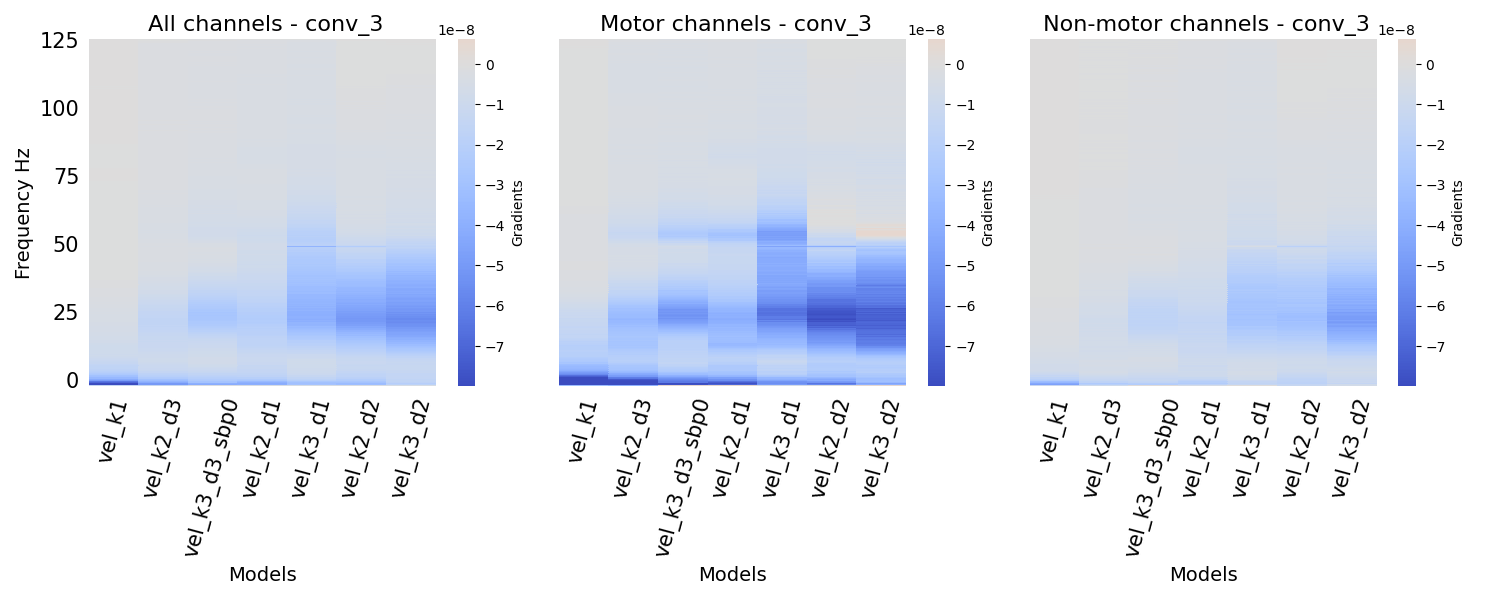 All channels - conv_3
1e−8
125
100
75
50
25
0
Frequency Hz
0
−1
−2
−3
−4
−5
−6
−7
Gradients
vel_k1
vel_k2_d3
vel_k3_d3_sbp0
vel_k2_d1
vel_k3_d1
vel_k2_d2
vel_k3_d2
Models
Motor channels - conv_3
1e−8
0
−1
−2
−3
−4
−5
−6
−7
Gradients
vel_k1
vel_k2_d3
vel_k3_d3_sbp0
vel_k2_d1
vel_k3_d1
vel_k2_d2
vel_k3_d2
Models
Non-motor channels - conv_3
1e−8
0
−1
−2
−3
−4
−5
−6
−7
Gradients
vel_k1
vel_k2_d3
vel_k3_d3_sbp0
vel_k2_d1
vel_k3_d1
vel_k2_d2
vel_k3_d2
Models